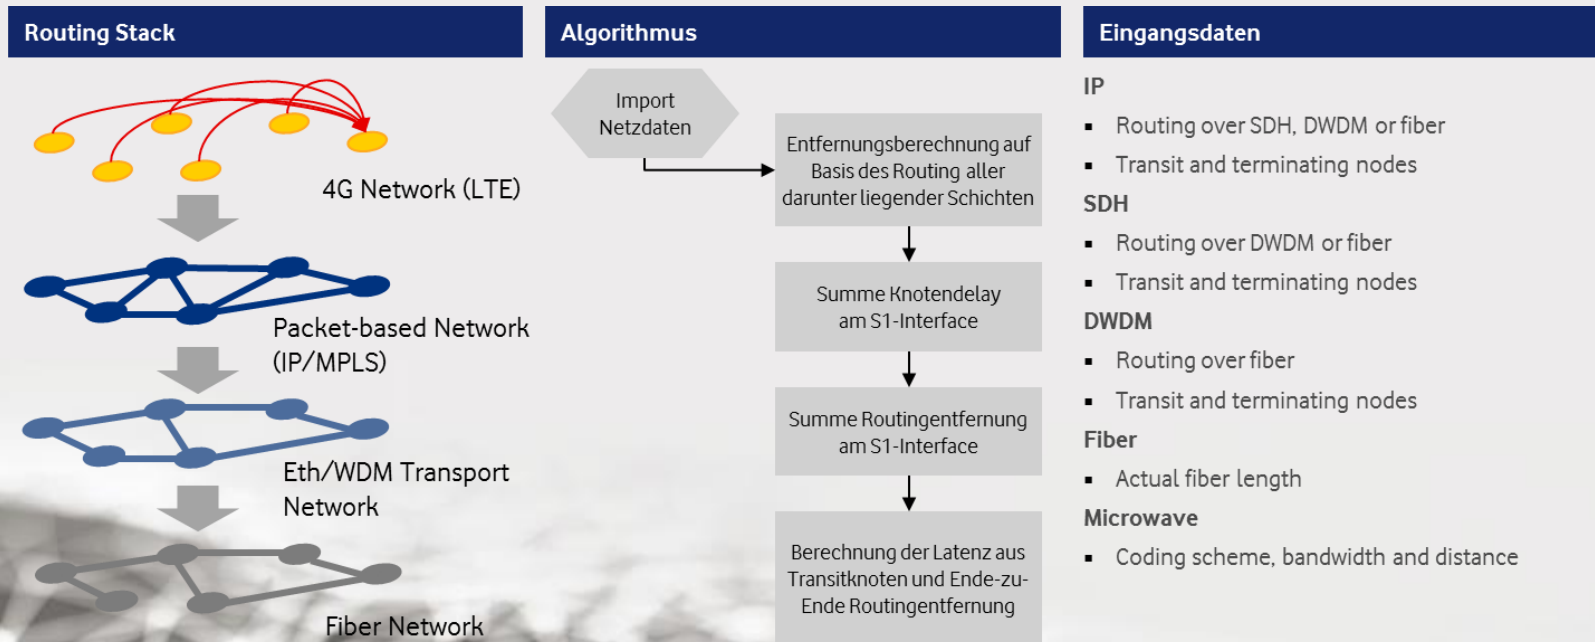 Routing Stack
4G Network (LTE)
Packet-based Network
(IP/MPLS)
Eth/WDM Transport
Network
Fiber Network
Algorithmus
Import
Netzdaten
Entfernungsberechnung auf
Basis des Routing aller
darunter liegender Schichten
Summe Knotendelay
am S1-Interface
Summe Routingentfernung
am S1-Interface
Berechnung der Latenz aus
Transitknoten und Ende-zu-
Ende Routingentfernung
Eingangsdaten
IP
▪ Routing over SDH, DWDM or fiber
▪ Transit and terminating nodes
SDH
▪ Routing over DWDM or fiber
▪ Transit and terminating nodes
DWDM
▪ Routing over fiber
▪ Transit and terminating nodes
Fiber
▪ Actual fiber length
Microwave
▪ Coding scheme, bandwidth and distance